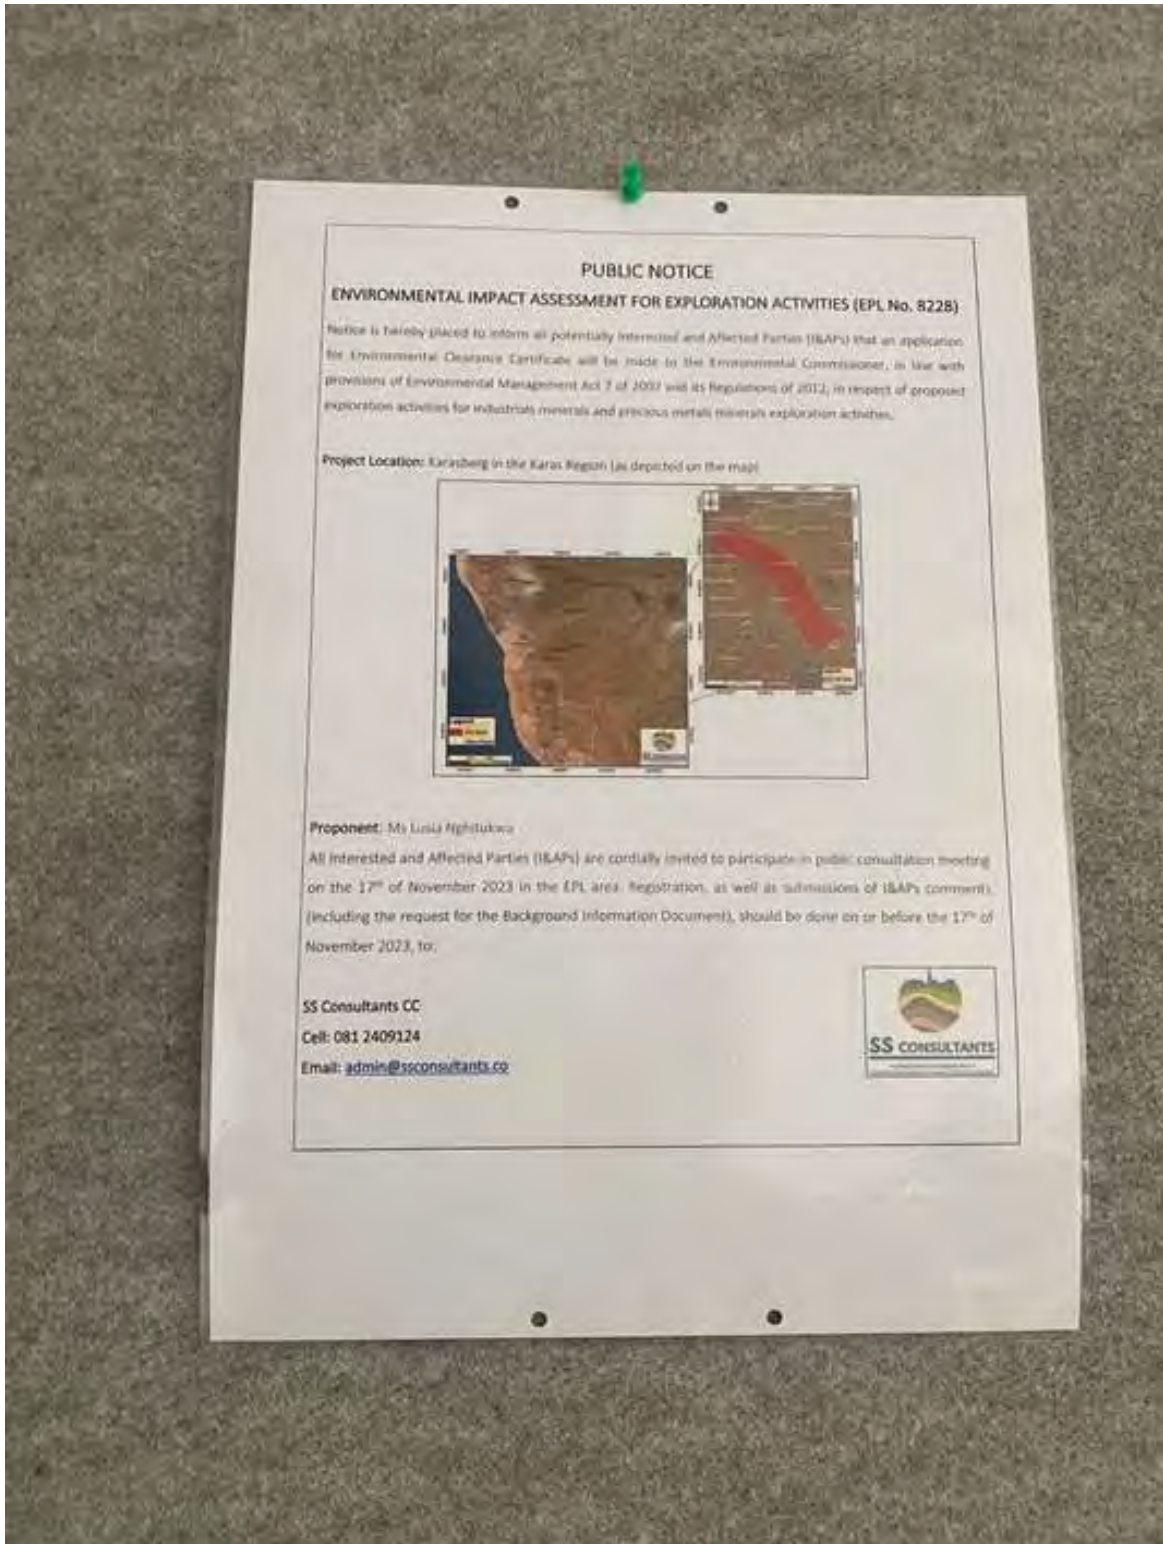 PUBLIC NOTICE
ENVIRONMENTAL IMPACT ASSESSMENT FOR EXPLORATION ACTIVITIES (EPL No. 8228)
Notice is hereby placed to inform all potentially Interested and Affected Parties (I&APs) that an application
for Environmental Clearance Certificate will be made to the Environmental Commissioner, in line with
provisions of Environmental Management Act 7 of 2007 and its Regulations of 2012, in respect of proposed
exploration activities for industrials minerals and precious metals minerals exploration activities.
Project Location: Karasberg in the Karas Region (as depicted on the map)
Proponent: Ms Lusia
All Interested and Affected Parties (I&APs) are cordially invited to participate in public consultation meeting
on the 17th of November 2023 in the EPL area. Registration, as well as submissions of I&APs comments
(including the request for the Background Information Document), should be done on or before the 17th of
November 2023, to:
SS Consultants CC
Cell: 081 2409124
Email: admin@ssconsultants.co
SS CONSULTANTS